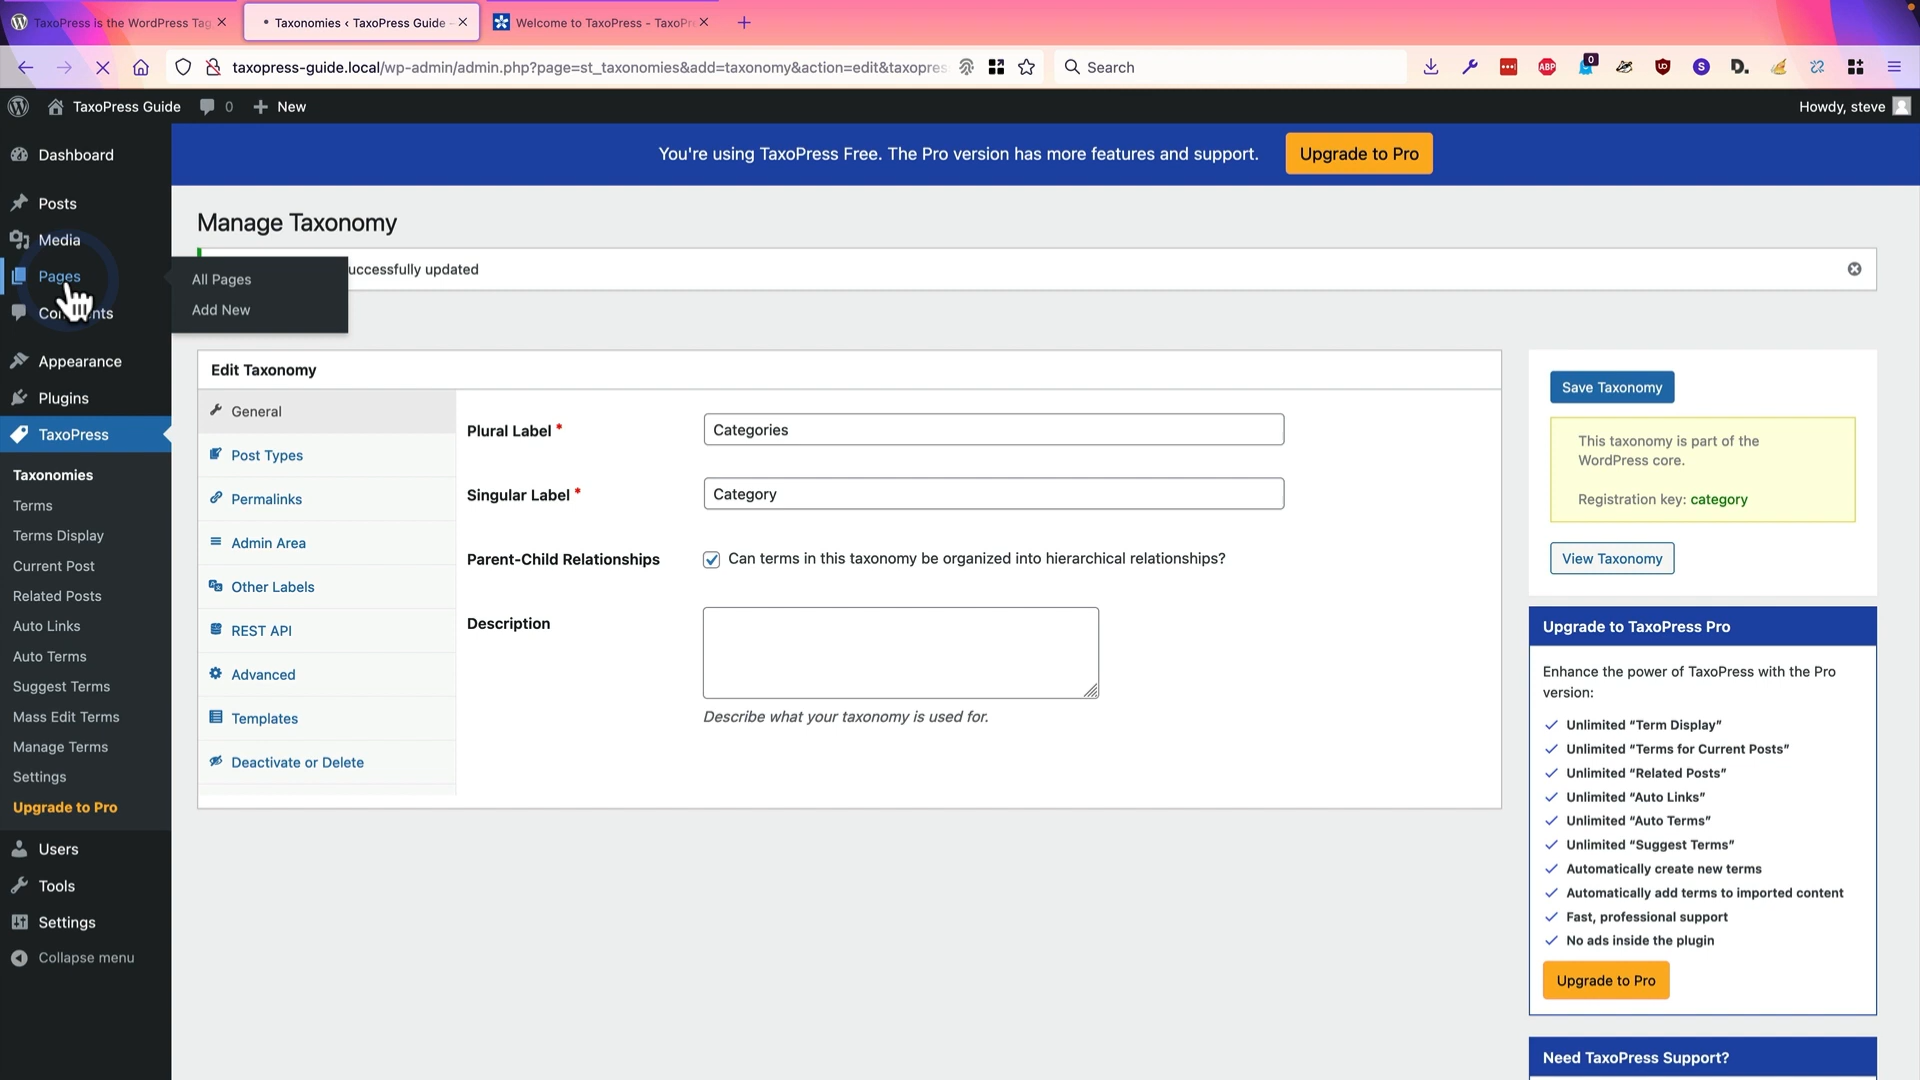 TaxoPress is the WordPress Tag
Taxonomies ‹ TaxoPress Guide –
Welcome to TaxoPress - TaxoPr
taxopress-guide.local/wp-admin/admin.php?page=st_taxonomies&add=taxonomy&action=edit&taxopres
Search
ABP
0
S
D.
TaxoPress Guide
0
New
Howdy, steve
You're using TaxoPress Free. The Pro version has more features and support.
Upgrade to Pro
Dashboard
Posts
Media
Pages
Appearance
Plugins
TaxoPress
Taxonomies
Terms
Terms Display
Current Post
Related Posts
Auto Links
Auto Terms
Suggest Terms
Mass Edit Terms
Manage Terms
Settings
Upgrade to Pro
Users
Tools
Settings
Collapse menu
All Pages
Add New
Manage Taxonomy
uccessfully updated
Edit Taxonomy
General
Post Types
Permalinks
Admin Area
Other Labels
REST API
Advanced
Templates
Deactivate or Delete
Plural Label *
Categories
Singular Label *
Category
Parent-Child Relationships
Can terms in this taxonomy be organized into hierarchical relationships?
Description
Describe what your taxonomy is used for.
Save Taxonomy
This taxonomy is part of the
WordPress core.
Registration key: category
View Taxonomy
Upgrade to TaxoPress Pro
Enhance the power of TaxoPress with the Pro
version:
Unlimited “Term Display”
Unlimited “Terms for Current Posts”
Unlimited “Related Posts”
Unlimited “Auto Links”
Unlimited “Auto Terms”
Unlimited “Suggest Terms”
Automatically create new terms
Automatically add terms to imported content
Fast, professional support
No ads inside the plugin
Upgrade to Pro
Need TaxoPress Support?